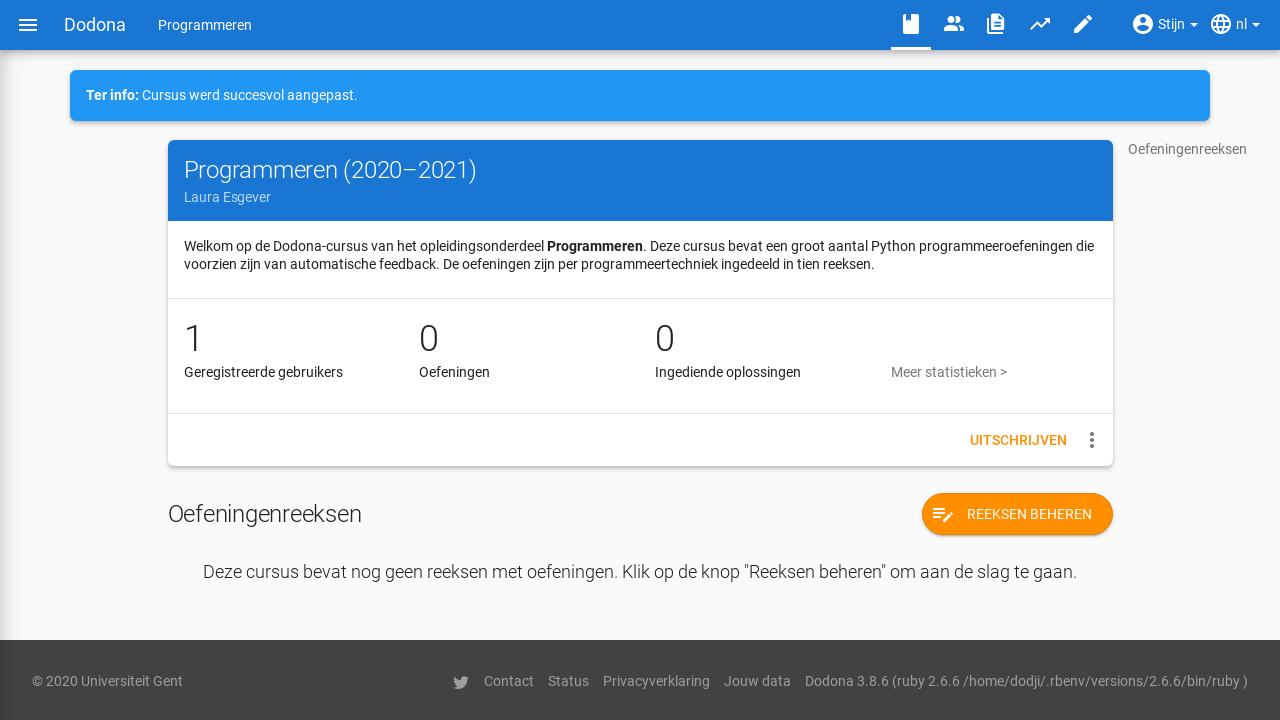 Dodona
Programmeren
Stijn
nl
Ter info: Cursus werd succesvol aangepast.
Programmeren (2020–2021)
Laura Esgever
Oefeningenreeksen
Welkom op de Dodona-cursus van het opleidingsonderdeel Programmeren. Deze cursus bevat een groot aantal Python programmeeroefeningen die
voorzien zijn van automatische feedback. De oefeningen zijn per programmeertechniek ingedeeld in tien reeksen.
1
Geregistreerde gebruikers
0
Oefeningen
0
Ingediende oplossingen
Meer statistieken >
UITSCHRIJVEN
Oefeningenreeksen
REEKSEN BEHEREN
Deze cursus bevat nog geen reeksen met oefeningen. Klik op de knop "Reeksen beheren" om aan de slag te gaan.
© 2020 Universiteit Gent
Contact
Status
Privacyverklaring
Jouw data
Dodona 3.8.6 (ruby 2.6.6 /home/dodji/.rbenv/versions/2.6.6/bin/ruby )